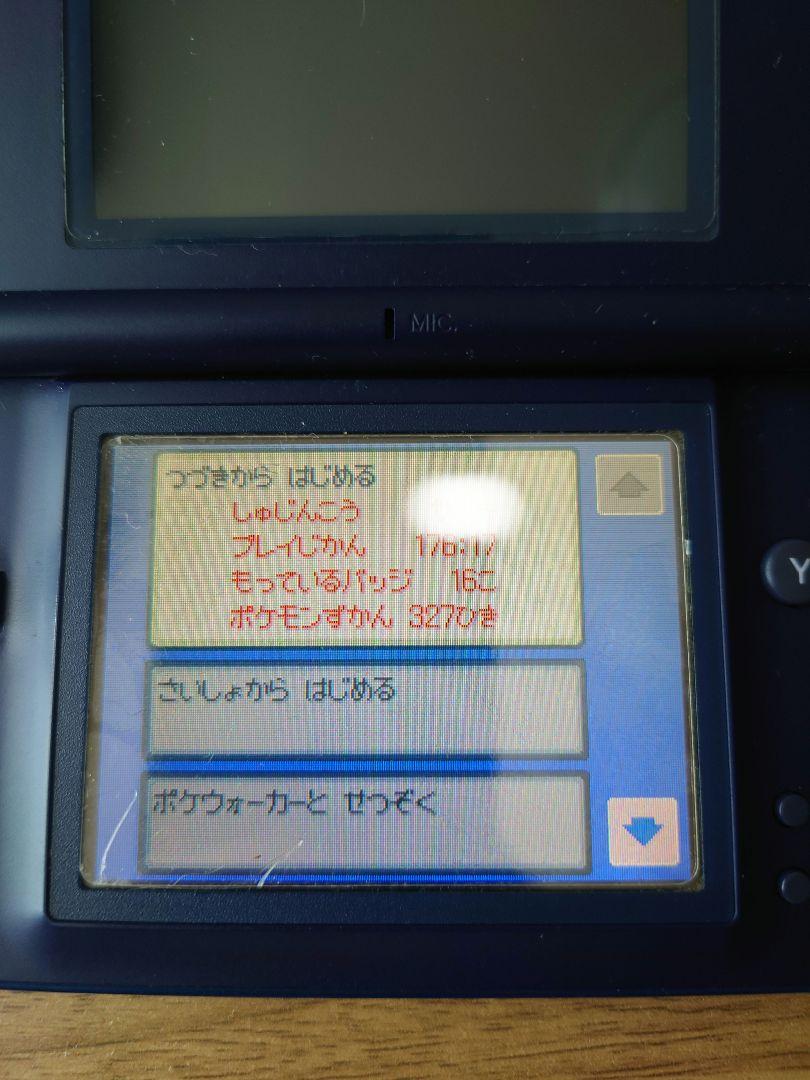 MIC.
つづきから はじめる
しゅじんこう
プレイじかん 176:17
もっているバッジ 16こ
ポケモンずかん 327ひき
さいしょから はじめる
ポケウォーカーと せつぞく
Y